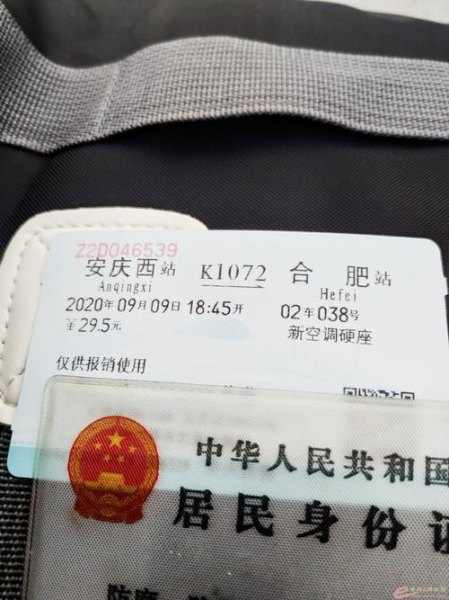 Z2D046539
安庆西站 K1072 合肥站
Anqingxi Hefei
2020年09月09日 18:45开 02车038号
￥29.5元 新空调硬座
仅供报销使用
中华人民共和国
居民身份证